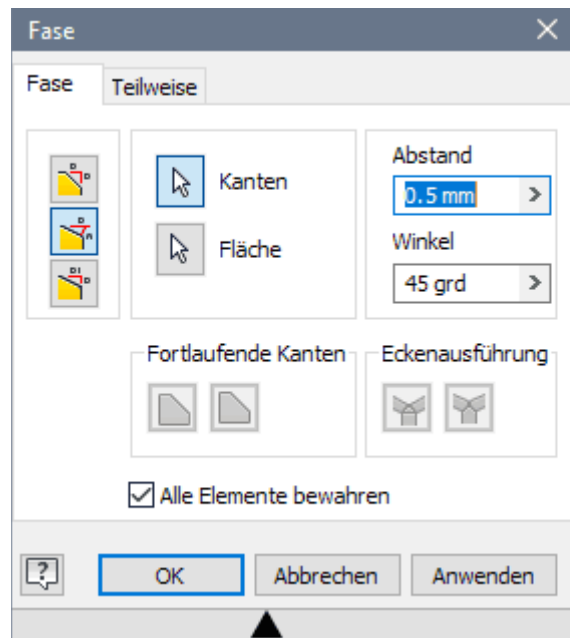 Fase
Fase Teilweise
Kanten
Fläche
Abstand
0.5 mm
Winkel
45 grd
Fortlaufende Kanten
Eckenausführung
Alle Elemente bewahren
OK Abbrechen Anwenden